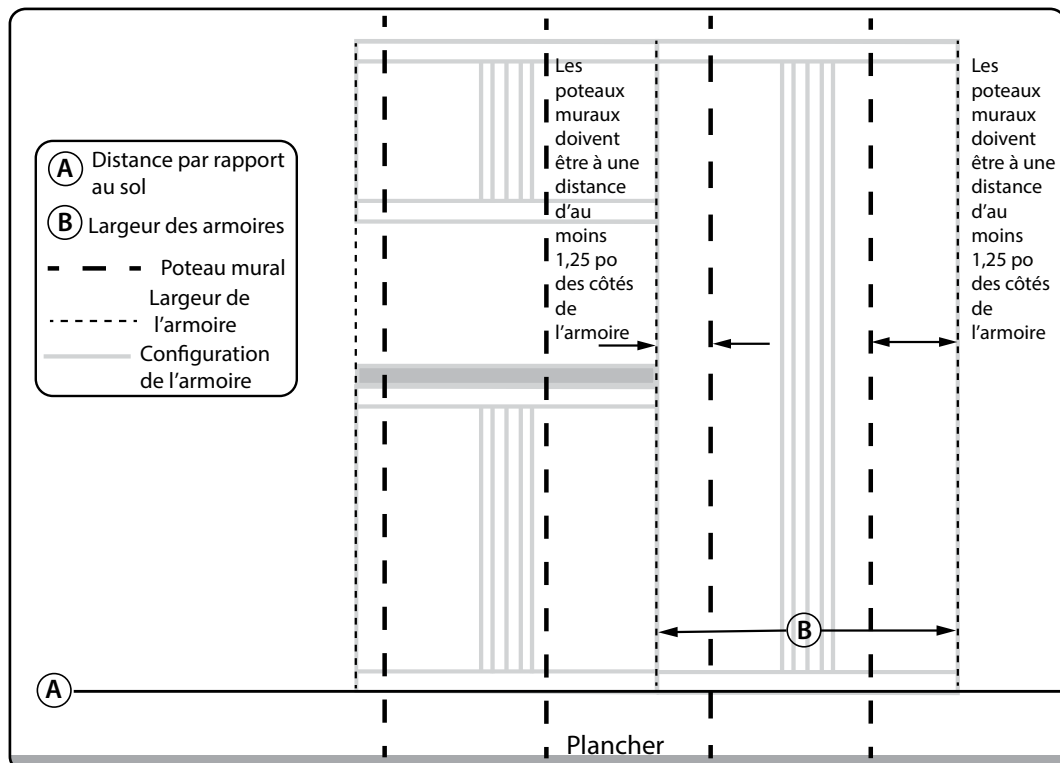 A Distance par rapport
au sol
B Largeur des armoires
Poteau mural
Largeur de
l'armoire
Configuration
de l'armoire
Les
poteaux
muraux
doivent
être à une
distance
d'au
moins
1,25 po
des côtés
de
l'armoire
Les
poteaux
muraux
doivent
être à une
distance
d'au
moins
1,25 po
des côtés
de
l'armoire
B
A
Plancher